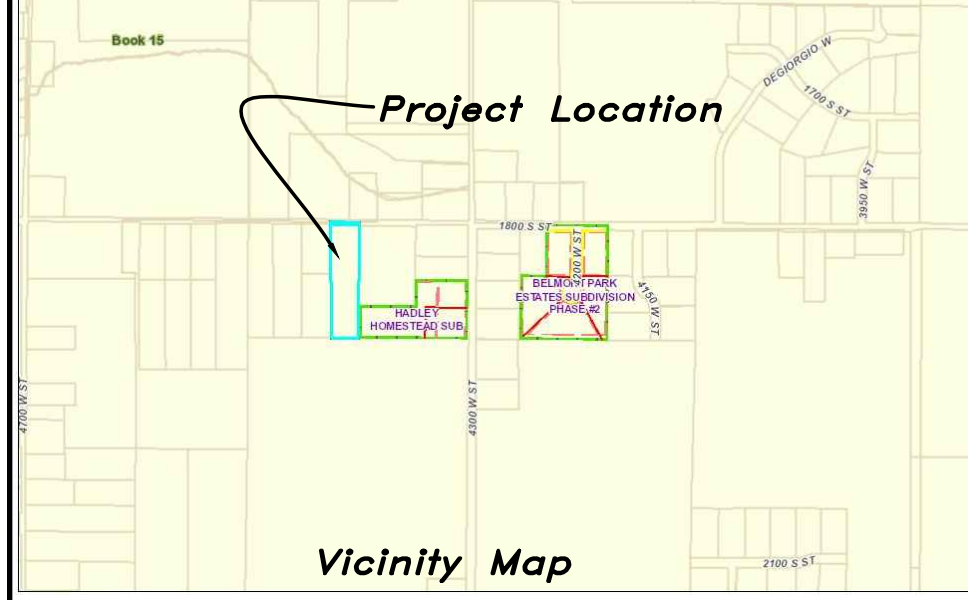 Book 15
DEGIORGIO W
1700 S ST
Project Location
3950 W ST
1800 S ST
4200 W ST
BELMONT PARK
ESTATES SUBDIVISION
PHASE #2
4150 W ST
HADLEY
HOMESTEAD SUB
4700 W ST
4300 W ST
Vicinity Map
2100 S ST